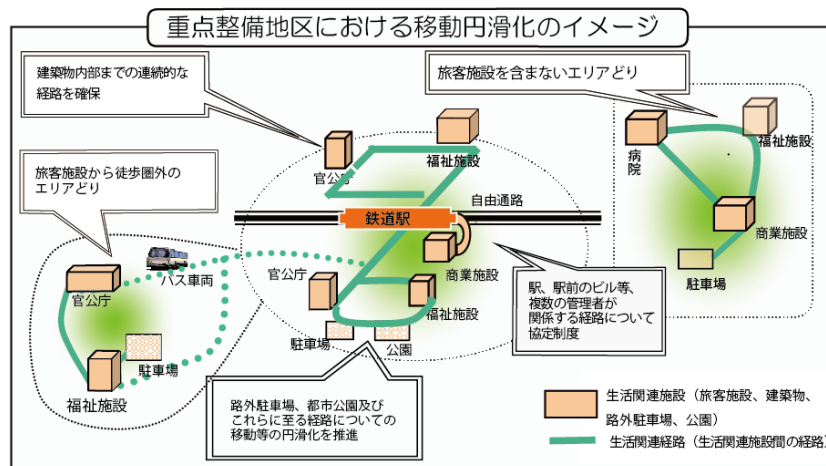 重点整備地区における移動円滑化のイメージ
建築物内部までの連続的な
経路を確保
旅客施設を含まないエリアどり
旅客施設から徒歩圏外の
エリアどり
官公庁
福祉施設
自由通路
鉄道駅
商業施設
官公庁
福祉施設
駐車場
公園
バス車両
官公庁
駐車場
福祉施設
病院
福祉施設
商業施設
駐車場
駅、駅前のビル等、
複数の管理者が
関係する経路について
協定制度
路外駐車場、都市公園及び
これらに至る経路についての
移動等の円滑化を推進
生活関連施設（旅客施設、建築物、
路外駐車場、公園）
生活関連経路（生活関連施設間の経路）